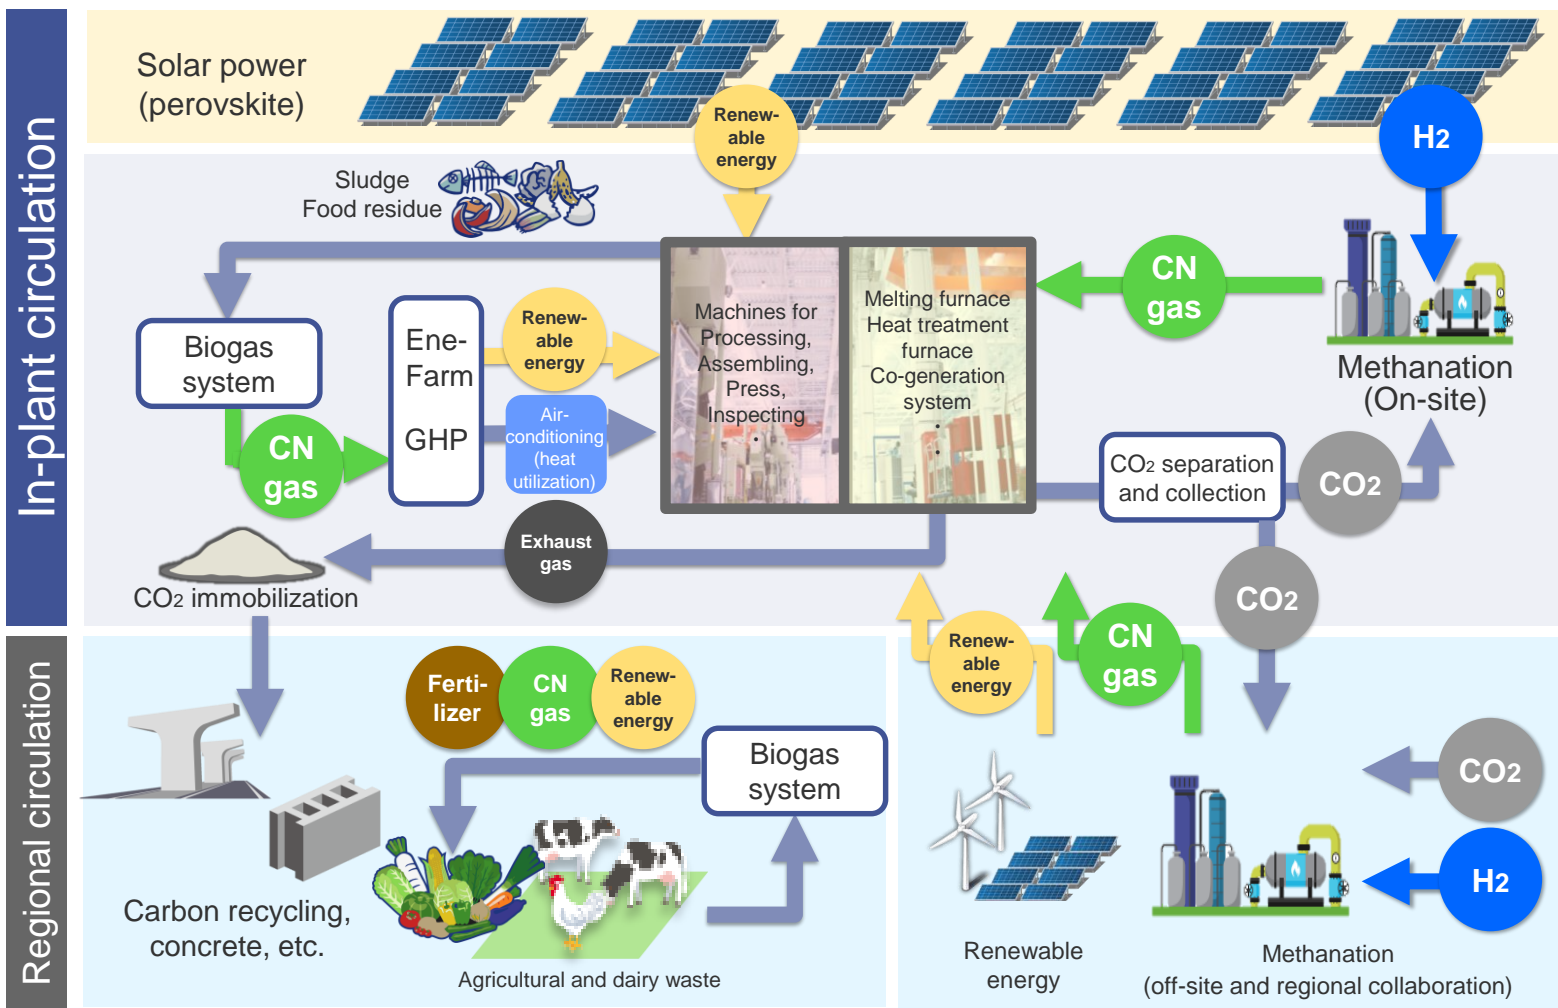 In-plant circulation
Solar power
(perovskite)
Renew-
able
energy
H2
Sludge
Food residue
Biogas
system
CN
gas
Ene-
Farm
GHP
Renew-
able
energy
Air-
conditioning
(heat
utilization)
Machines for
Processing,
Assembling,
Press,
Inspecting
•
Melting furnace
Heat treatment
furnace
Co-generation
system
•
•
•
CN
gas
Methanation
(On-site)
CO2 separation
and collection
CO2
CO2
Exhaust
gas
CO2 immobilization
Regional circulation
Carbon recycling,
concrete, etc.
Ferti-
lizer
CN
gas
Renew-
able
energy
Biogas
system
Agricultural and dairy waste
Renew-
able
energy
CN
gas
Renewable
energy
CO2
H2
Methanation
(off-site and regional collaboration)